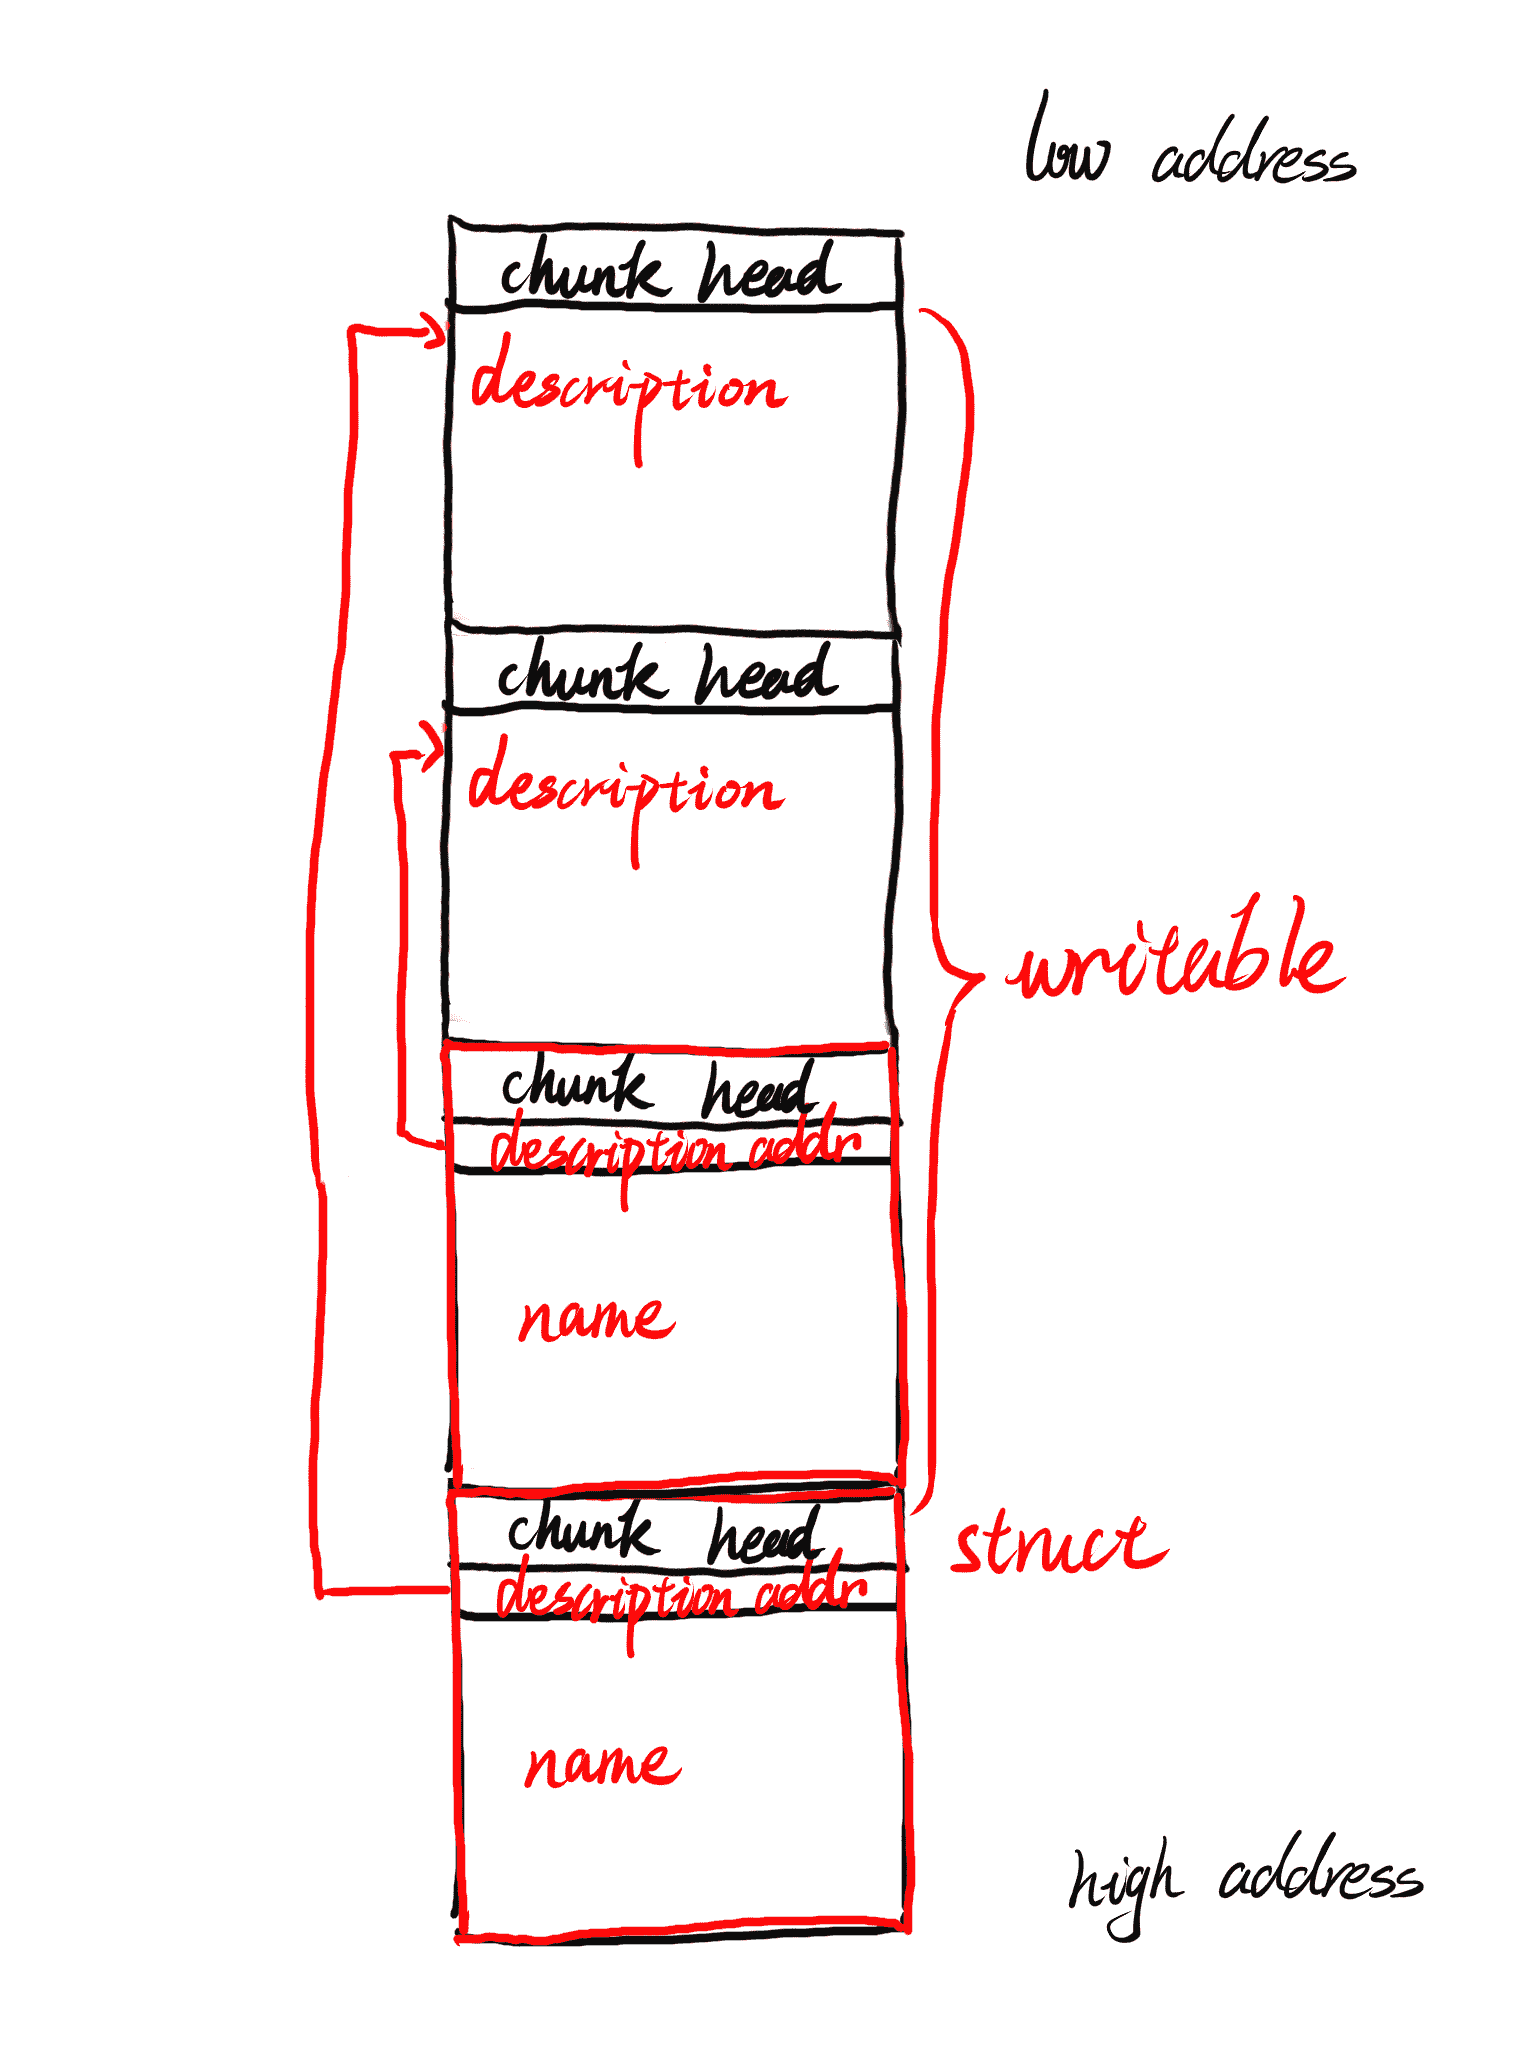 low address
chunk head
description
chunk head
description
writable
chunk head
description addr
name
chunk head
struct
description addr
name
high address